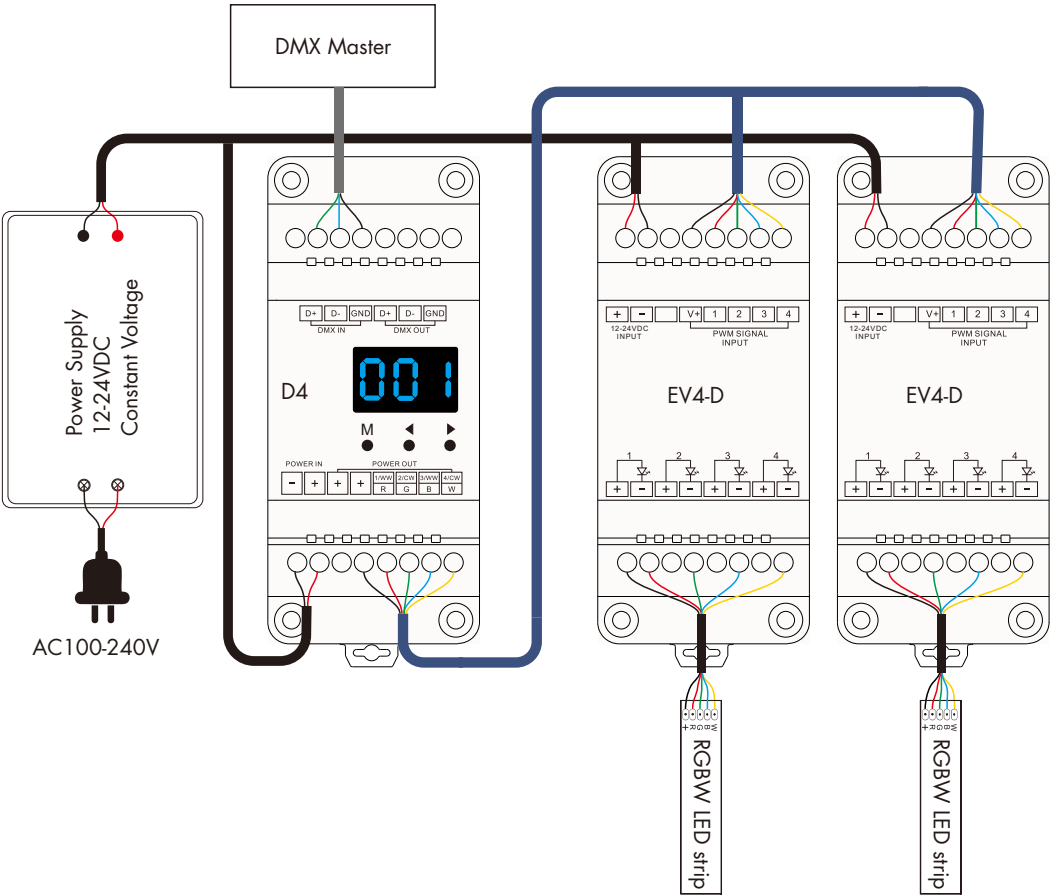 DMX Master
Power Supply
12-24VDC
Constant Voltage
AC100-240V
D+ D- GND D+ D- GND
DMX IN DMX OUT
D4
001
M
POWER IN POWER OUT
- + + + 1/WW 2/CW 3/WW 4/CW
R G B W
+ - V+ 1 2 3 4
12-24VDC
INPUT
PWM SIGNAL
INPUT
EV4-D
1 2 3 4
+ - + - + - + -
+ R G B W
RGBW LED strip
+ - V+ 1 2 3 4
12-24VDC
INPUT
PWM SIGNAL
INPUT
EV4-D
1 2 3 4
+ - + - + - + -
+ R G B W
RGBW LED strip